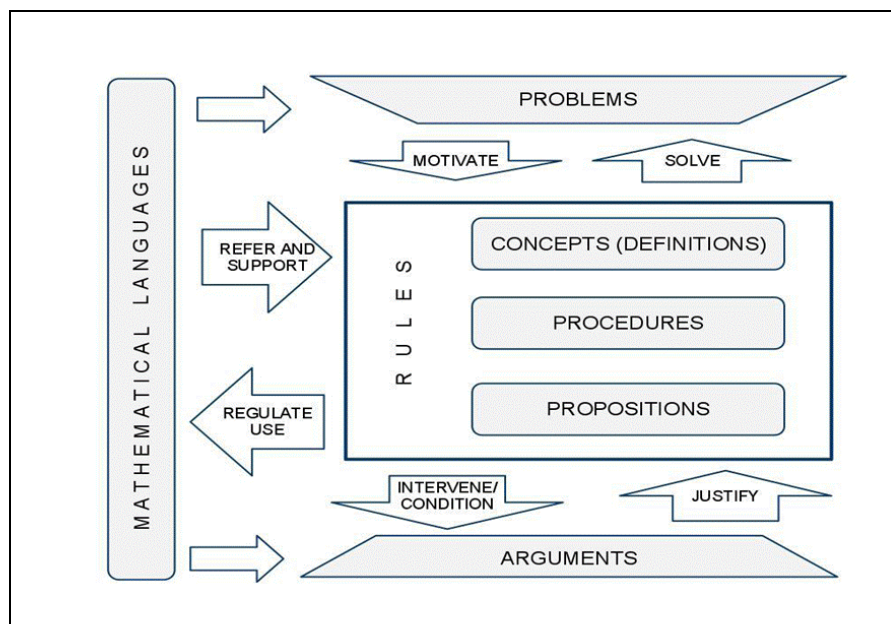 MATHEMATICAL LANGUAGES
PROBLEMS
MOTIVATE
SOLVE
REFER AND
SUPPORT
RULES
CONCEPTS (DEFINITIONS)
PROCEDURES
PROPOSITIONS
REGULATE
USE
INTERVENE/
CONDITION
JUSTIFY
ARGUMENTS